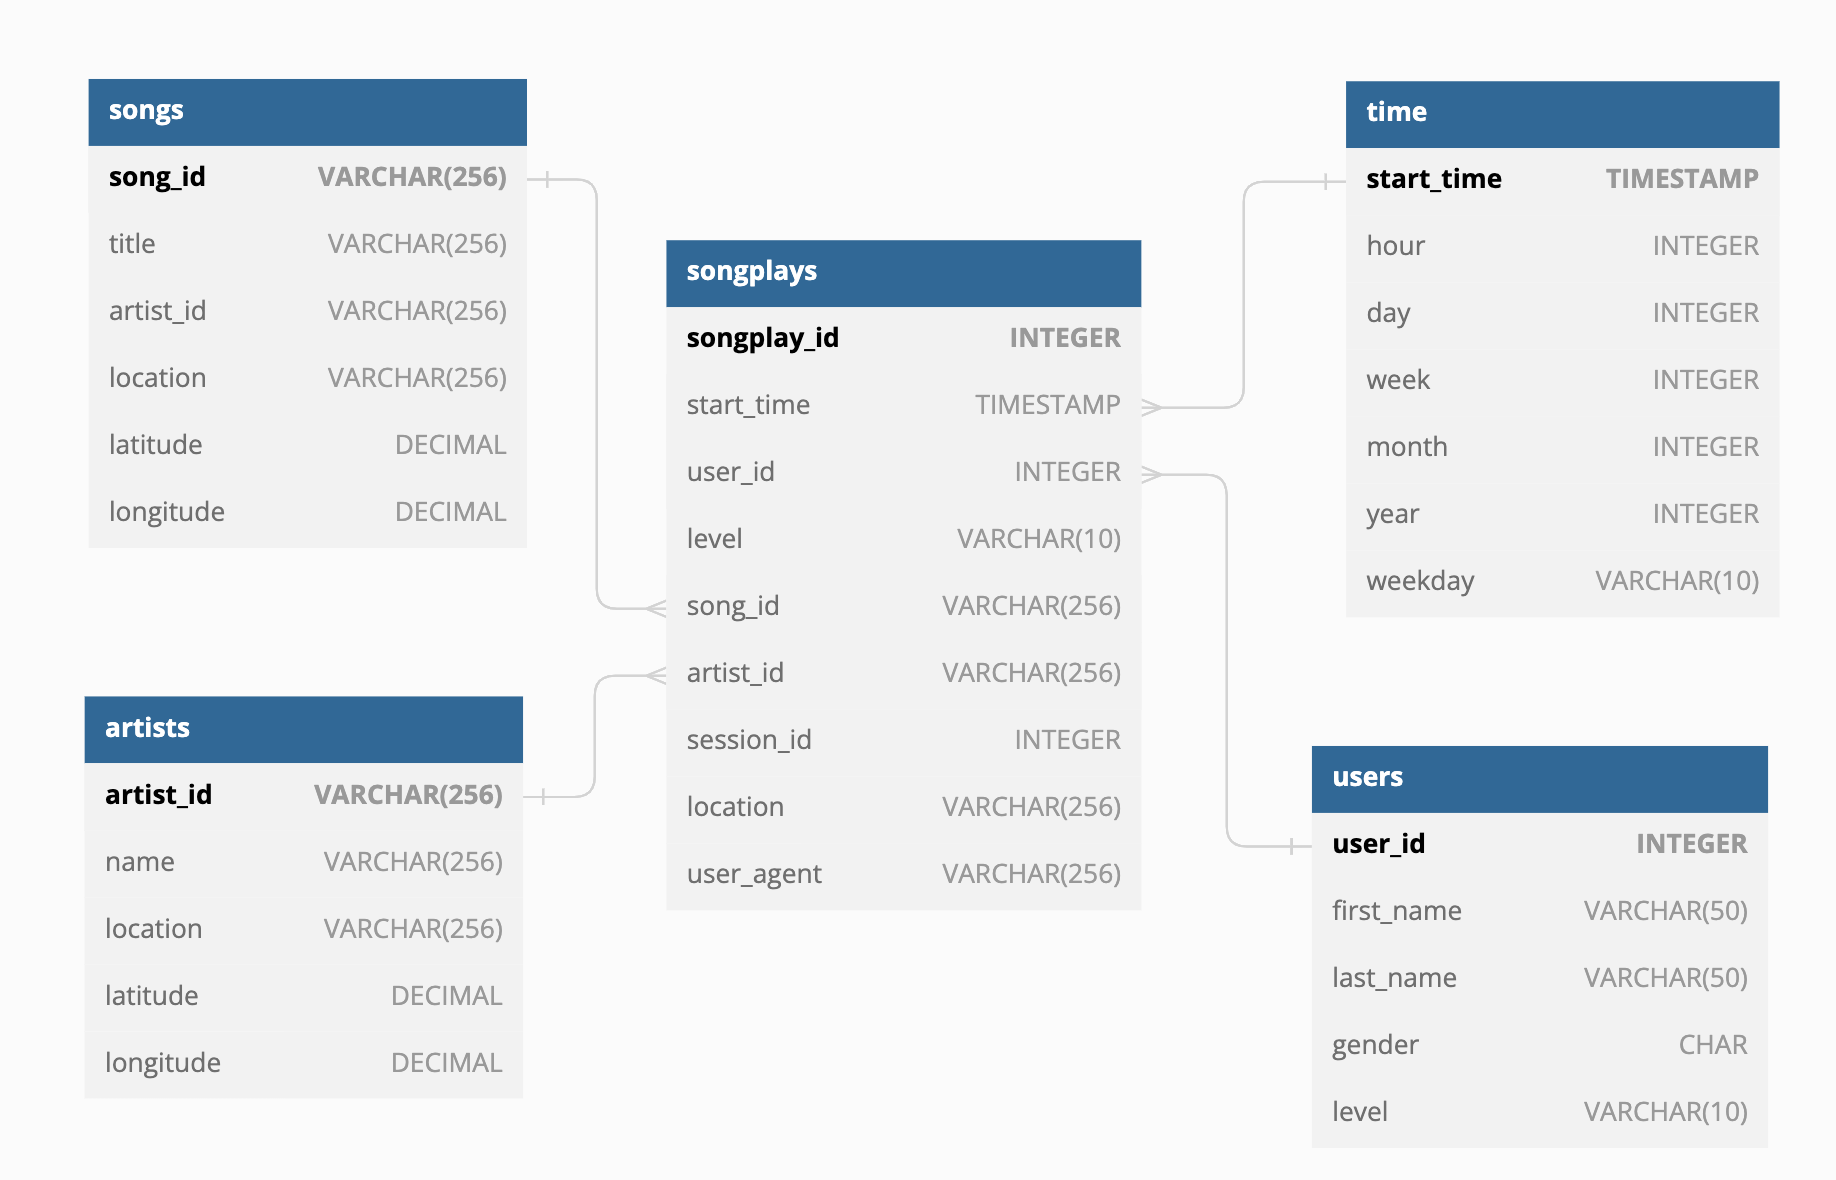 songs
song_id VARCHAR(256)
title VARCHAR(256)
artist_id VARCHAR(256)
location VARCHAR(256)
latitude DECIMAL
longitude DECIMAL
artists
artist_id VARCHAR(256)
name VARCHAR(256)
location VARCHAR(256)
latitude DECIMAL
longitude DECIMAL
songplays
songplay_id INTEGER
start_time TIMESTAMP
user_id INTEGER
level VARCHAR(10)
song_id VARCHAR(256)
artist_id VARCHAR(256)
session_id INTEGER
location VARCHAR(256)
user_agent VARCHAR(256)
time
start_time TIMESTAMP
hour INTEGER
day INTEGER
week INTEGER
month INTEGER
year INTEGER
weekday VARCHAR(10)
users
user_id INTEGER
first_name VARCHAR(50)
last_name VARCHAR(50)
gender CHAR
level VARCHAR(10)